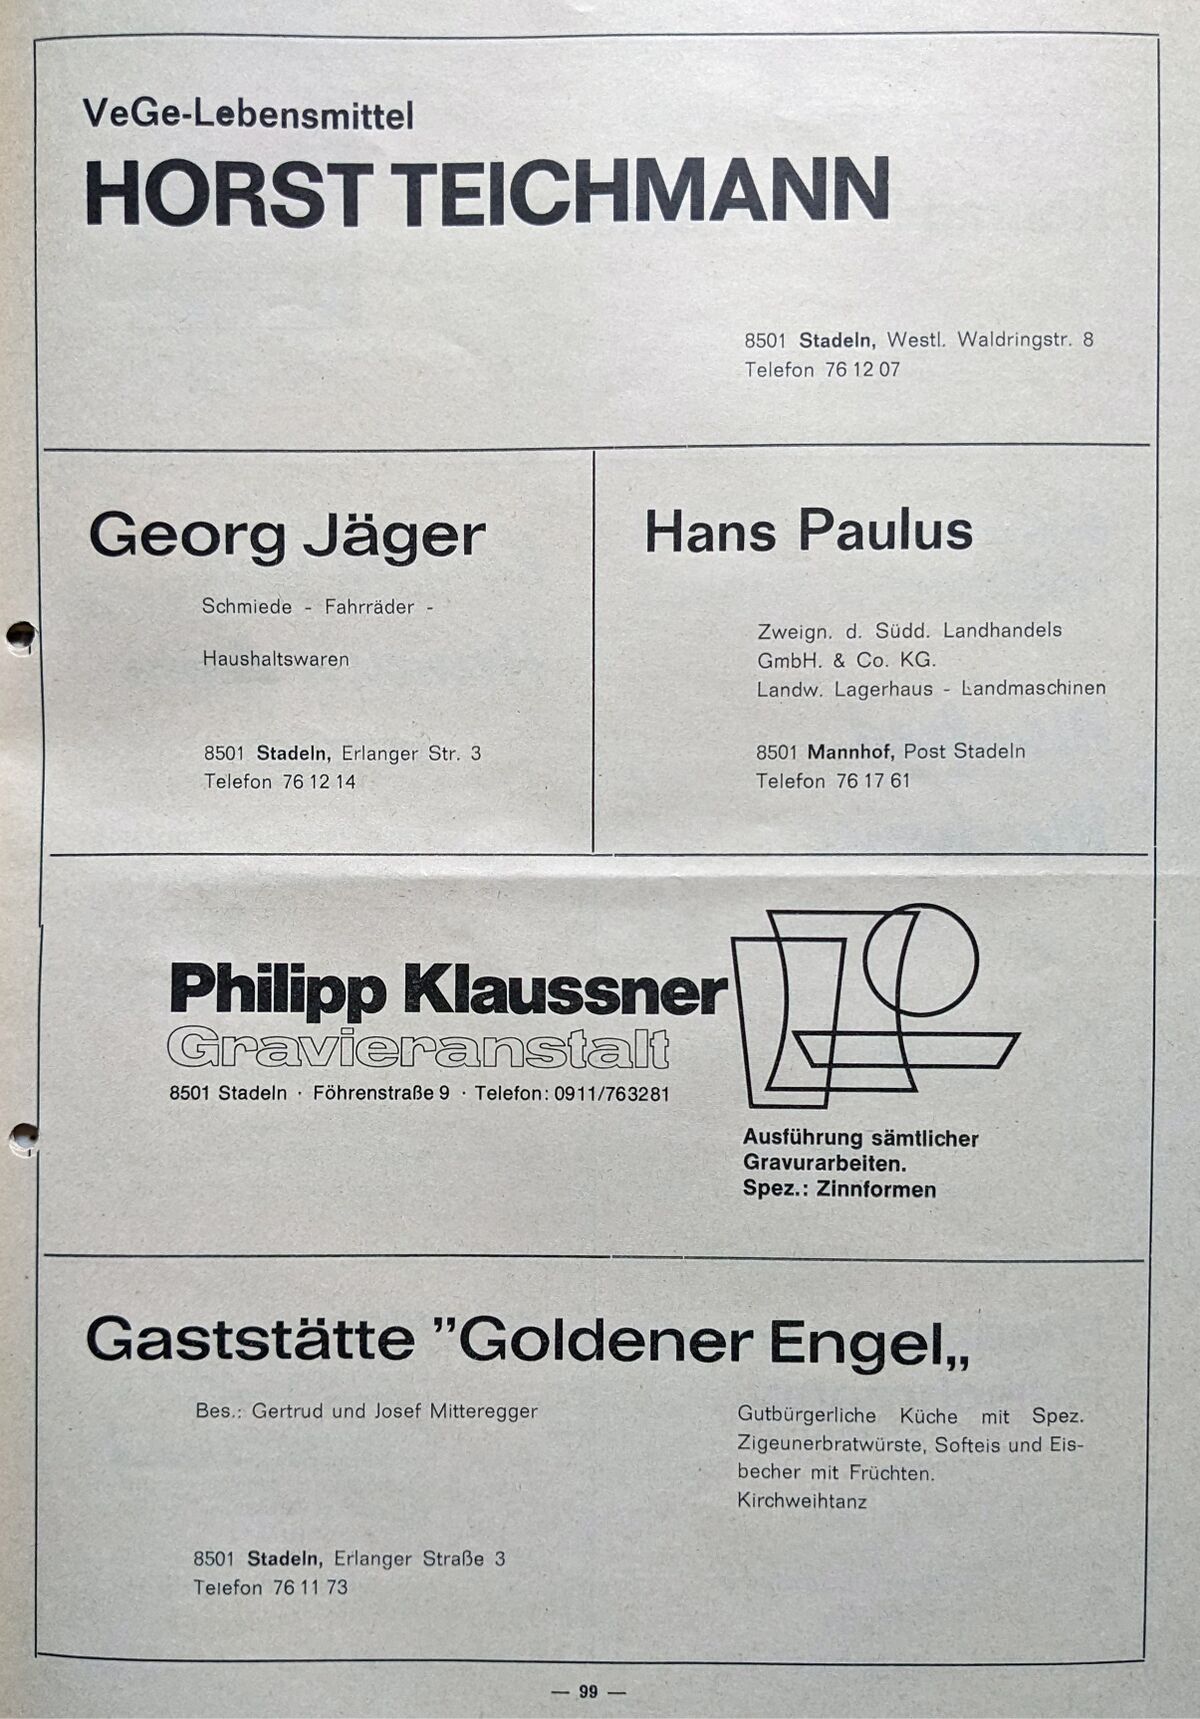 VeGe-Lebensmittel
HORST TEICHMANN
8501 Stadeln, Westl. Waldringstr. 8
Telefon 76 12 07
Georg Jäger
Schmiede - Fahrräder -
Haushaltswaren
8501 Stadeln, Erlanger Str. 3
Telefon 76 12 14
Hans Paulus
Zweign. d. Südd. Landhandels
GmbH. & Co. KG.
Landw. Lagerhaus - Landmaschinen
8501 Mannhof, Post Stadeln
Telefon 76 17 61
Philipp Klaussner
Gravieranstalt
8501 Stadeln · Föhrenstraße 9 · Telefon: 0911/763281
Ausführung sämtlicher
Gravurarbeiten.
Spez.: Zinnformen
Gaststätte ”Goldener Engel„
Bes.: Gertrud und Josef Mitteregger
Gutbürgerliche Küche mit Spez.
Zigeunerbratwürste, Softeis und Eis-
becher mit Früchten.
Kirchweihtanz
8501 Stadeln, Erlanger Straße 3
Telefon 76 11 73
— 99 —